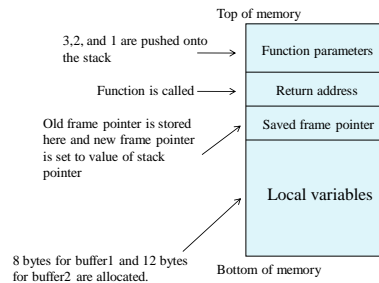 Top of memory
3,2, and 1 are pushed onto
the stack
Function parameters
Function is called
Return address
Old frame pointer is stored
here and new frame pointer
is set to value of stack
pointer
Saved frame pointer
Local variables
8 bytes for buffer1 and 12 bytes
for buffer2 are allocated.
Bottom of memory